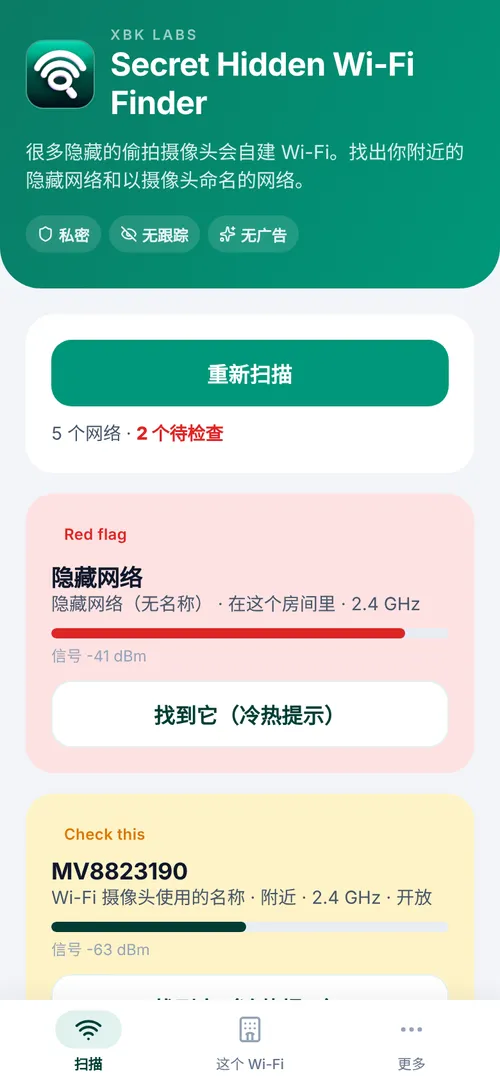 XBK LABS
Secret Hidden Wi-Fi
Finder
很多隐藏的偷拍摄像头会自建 Wi-Fi。找出你附近的
隐藏网络和以摄像头命名的网络。
私密 无跟踪 无广告
重新扫描
5 个网络 · 2 个待检查
Red flag
隐藏网络
隐藏网络（无名称） · 在这个房间里 · 2.4 GHz
信号 -41 dBm
找到它（冷热提示）
Check this
MV8823190
Wi-Fi 摄像头使用的名称 · 附近 · 2.4 GHz · 开放
信号 -63 dBm
扫描 这个 Wi-Fi 更多